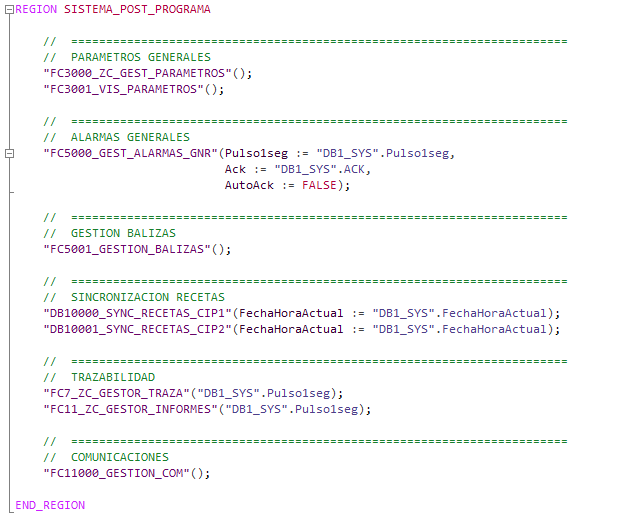 REGION SISTEMA_POST_PROGRAMA
// =======================================================================
// PARAMETROS GENERALES
"FC3000_ZC_GEST_PARAMETROS"();
"FC3001_VIS_PARAMETROS"();
// =======================================================================
// ALARMAS GENERALES
"FC5000_GEST_ALARMAS_GNR"(Pulso1seg := "DB1_SYS".Pulso1seg,
Ack := "DB1_SYS".ACK,
AutoAck := FALSE);
// =======================================================================
// GESTION BALIZAS
"FC5001_GESTION_BALIZAS"();
// =======================================================================
// SINCRONIZACION RECETAS
"DB10000_SYNC_RECETAS_CIP1"(FechaHoraActual := "DB1_SYS".FechaHoraActual);
"DB10001_SYNC_RECETAS_CIP2"(FechaHoraActual := "DB1_SYS".FechaHoraActual);
// =======================================================================
// TRAZABILIDAD
"FC7_ZC_GESTOR_TRAZA"("DB1_SYS".Pulso1seg);
"FC11_ZC_GESTOR_INFORMES"("DB1_SYS".Pulso1seg);
// =======================================================================
// COMUNICACIONES
"FC11000_GESTION_COM"();
END_REGION